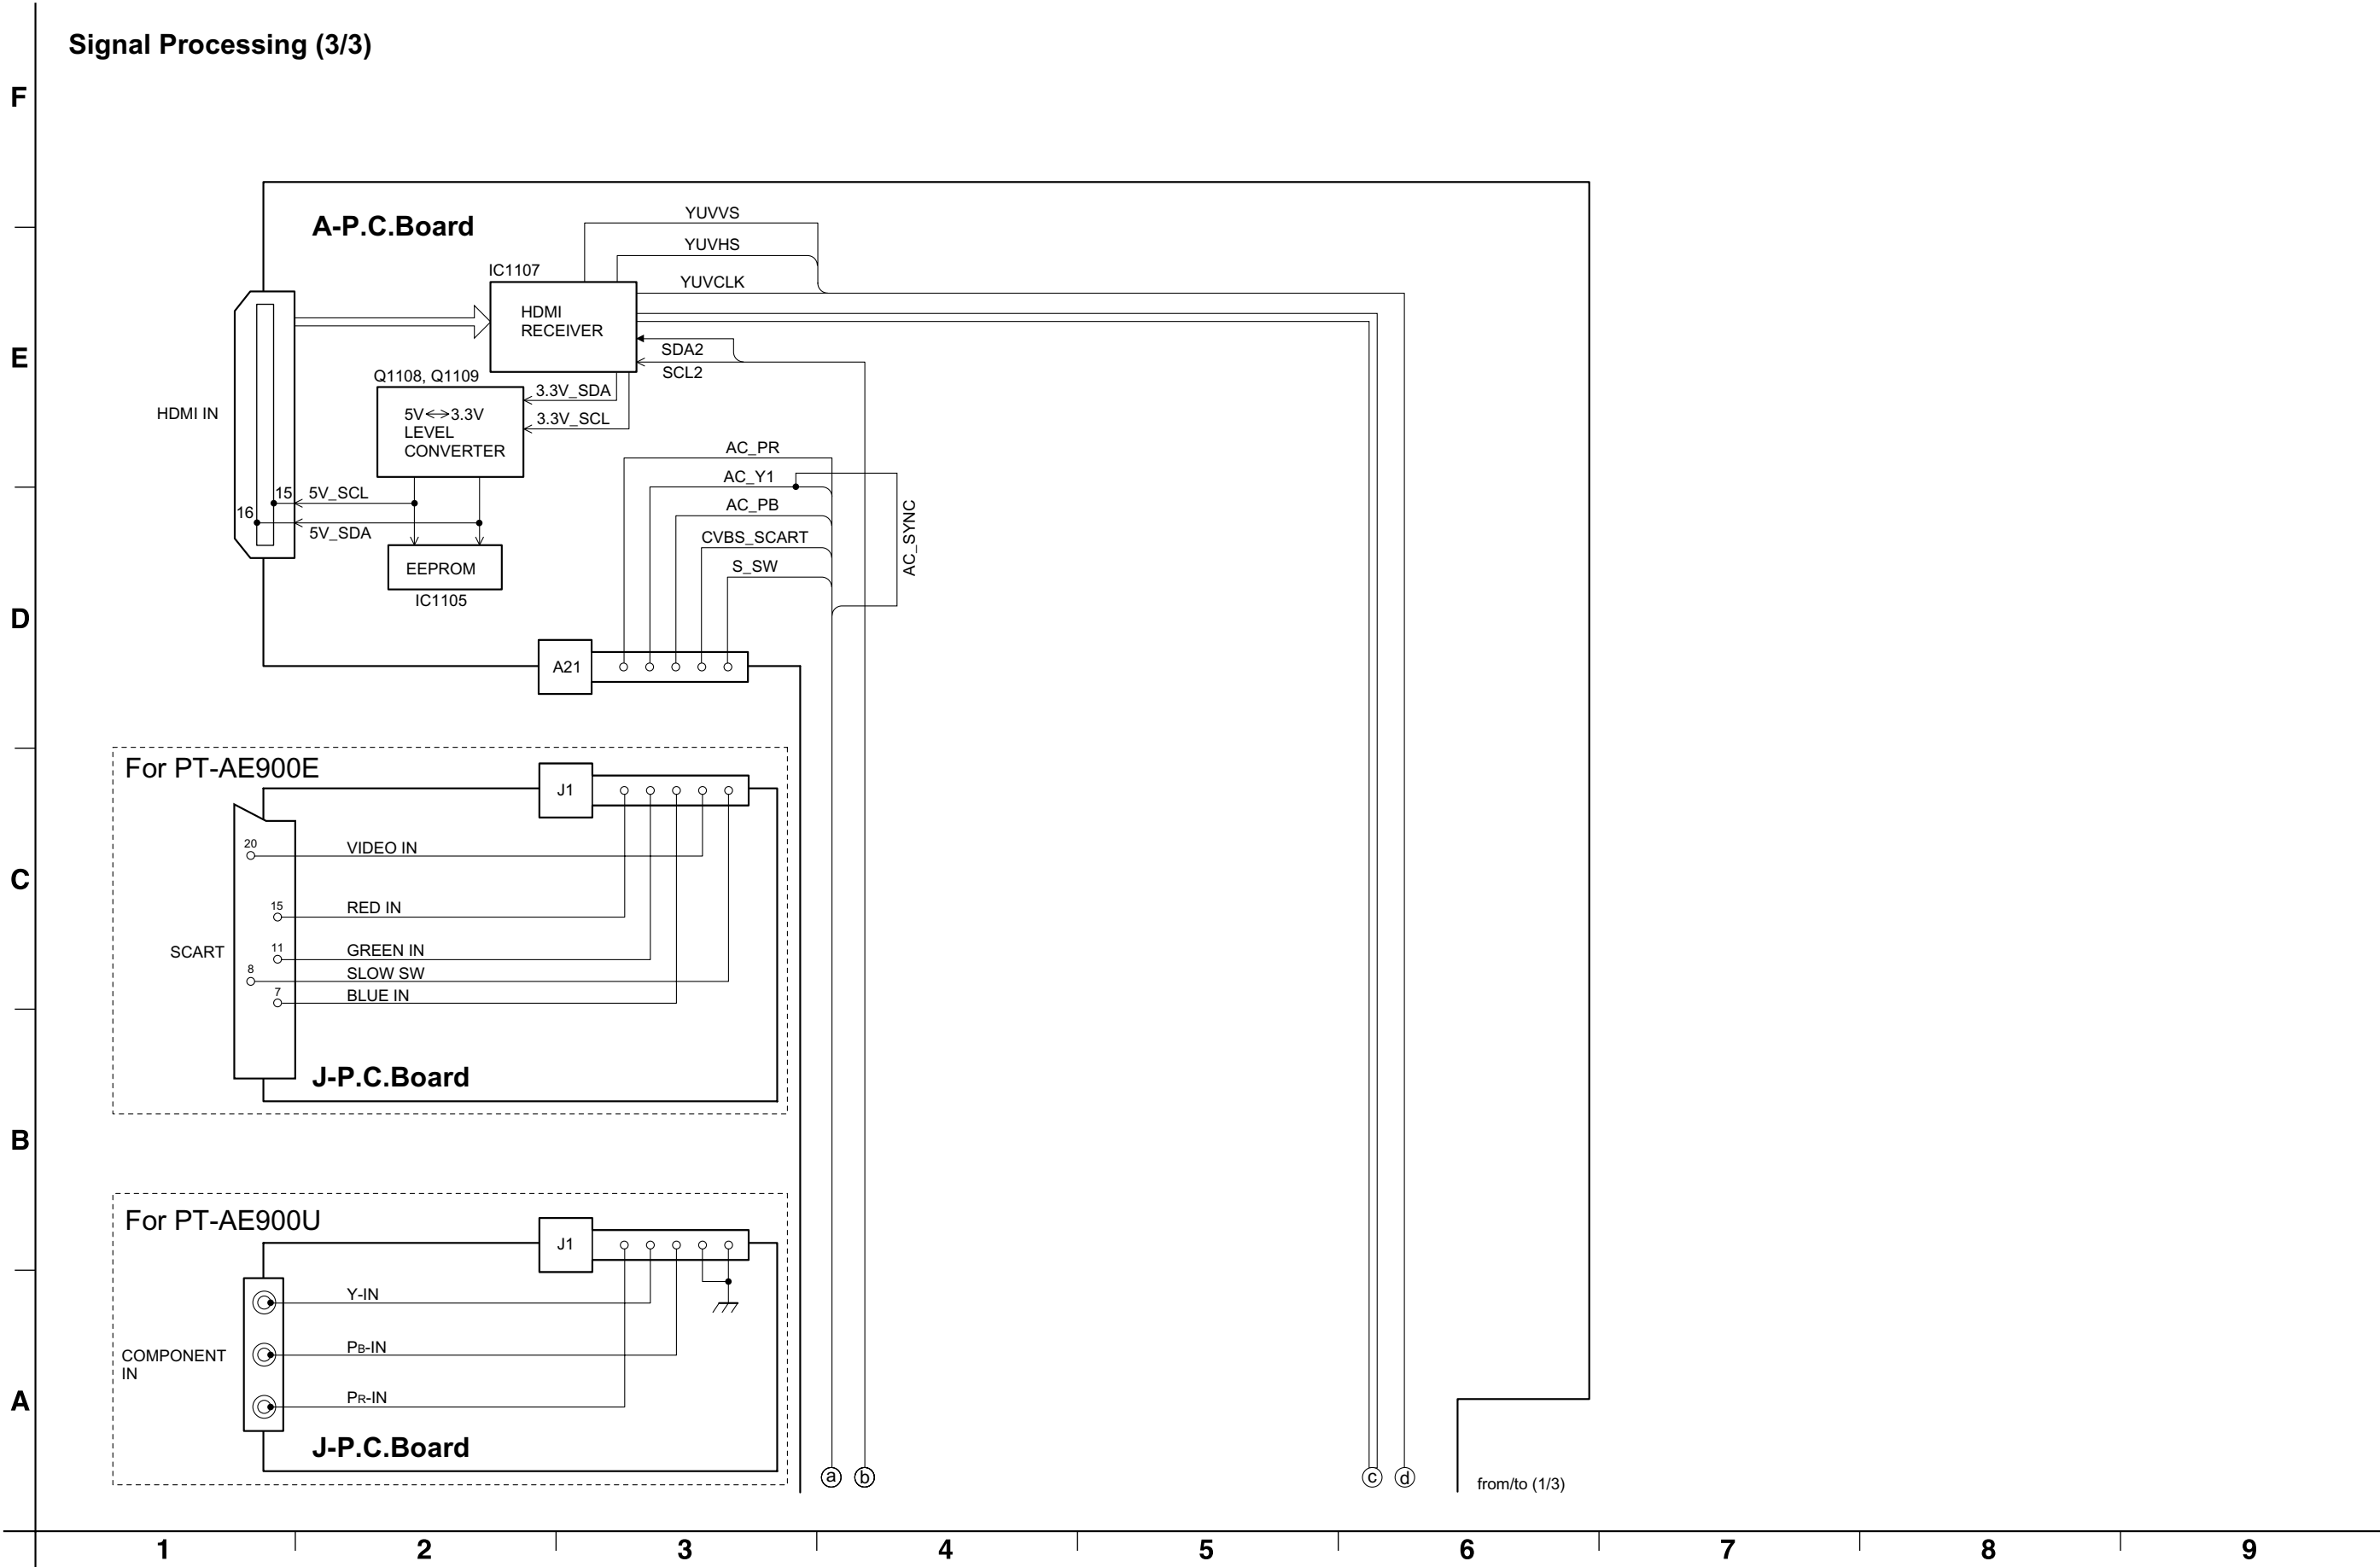 Signal Processing (3/3)
F
E
D
C
B
A
A-P.C.Board
YUVVS
YUVHS
YUVCLK
IC1107
HDMI
RECEIVER
SDA2
SCL2
Q1108, Q1109
3.3V_SDA
3.3V_SCL
5V<->3.3V
LEVEL
CONVERTER
HDMI IN
15
5V_SCL
16
5V_SDA
EEPROM
IC1105
AC_PR
AC_Y1
AC_PB
CVBS_SCART
S_SW
AC_SYNC
A21
For PT-AE900E
J1
20
VIDEO IN
15
RED IN
SCART
11
GREEN IN
8
SLOW SW
7
BLUE IN
J-P.C.Board
For PT-AE900U
J1
Y-IN
PB-IN
COMPONENT
IN
PR-IN
J-P.C.Board
a
b
c
d
from/to (1/3)
1
2
3
4
5
6
7
8
9